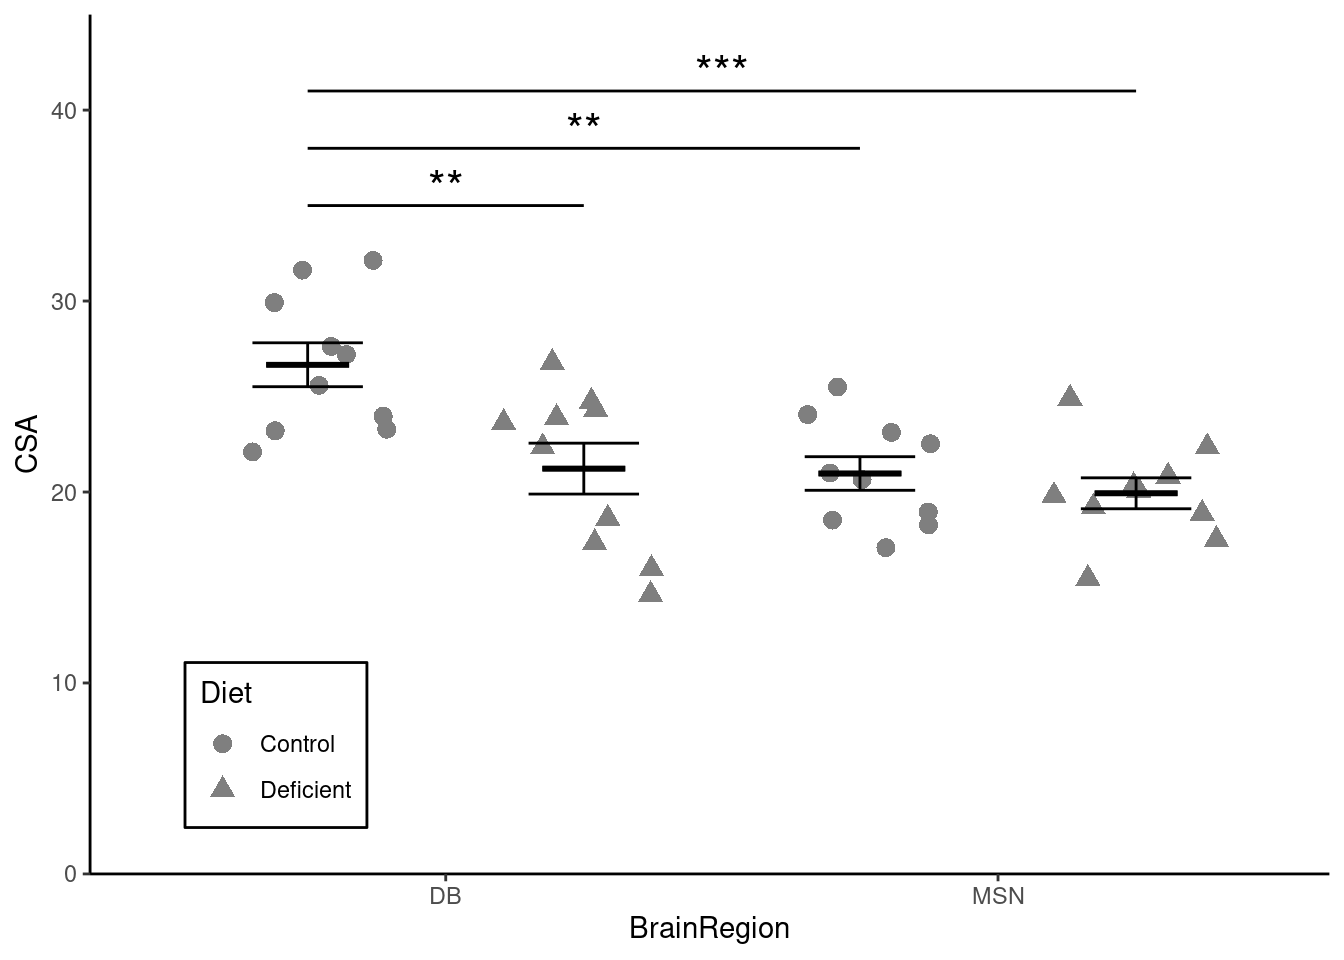 ***
40
**
**
30
CSA
20
10
Diet
Control
Deficient
0
DB
MSN
BrainRegion